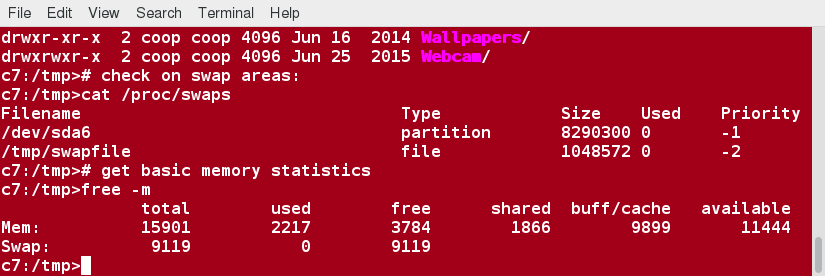 File Edit View Search Terminal Help
drwxr-xr-x  2 coop coop 4096 Jun 16  2014 Wallpapers/
drwxrwxr-x  2 coop coop 4096 Jun 25  2015 Webcam/
c7:/tmp># check on swap areas:
c7:/tmp>cat /proc/swaps
Filename                                Type            Size    Used    Priority
/dev/sda6                               partition       8290300 0       -1
/tmp/swapfile                           file            1048572 0       -2
c7:/tmp># get basic memory statistics
c7:/tmp>free -m
              total        used        free      shared  buff/cache   available
Mem:          15901        2217        3784        1866        9899       11444
Swap:          9119           0        9119
c7:/tmp>